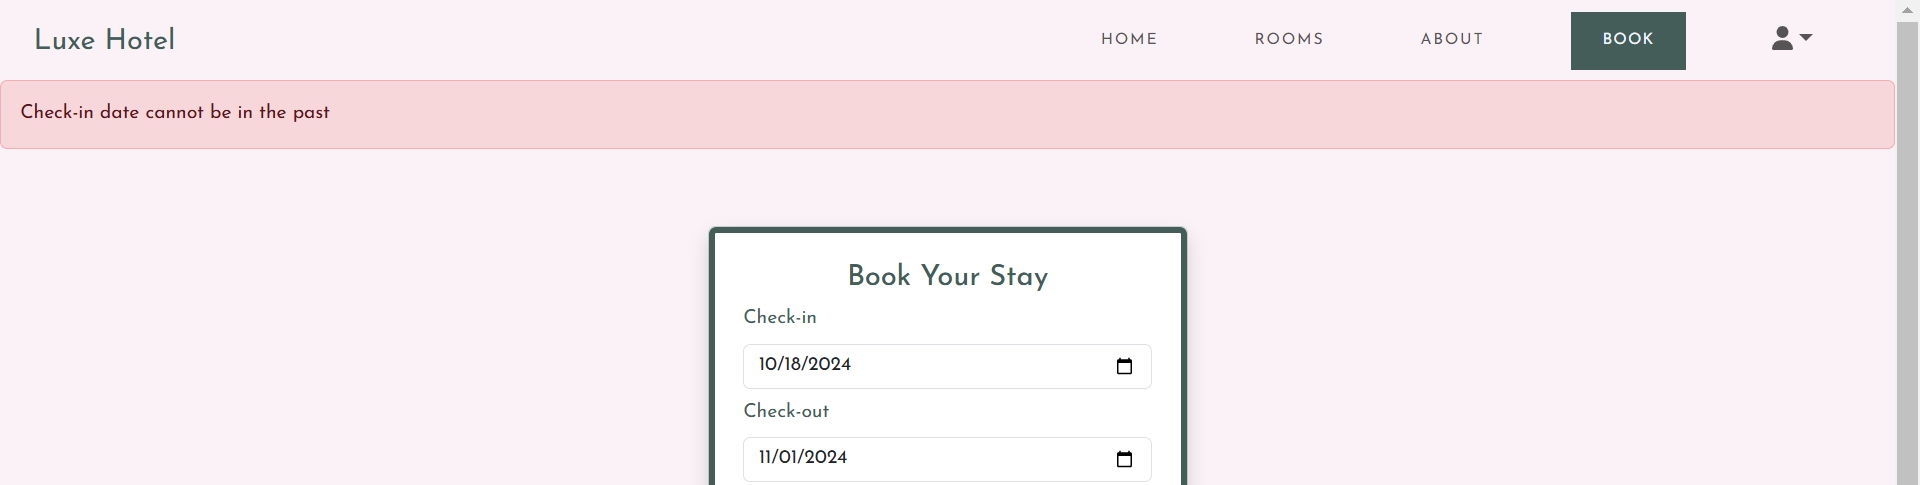 Luxe Hotel HOME ROOMS ABOUT BOOK
Check-in date cannot be in the past
Book Your Stay
Check-in
10/18/2024
Check-out
11/01/2024